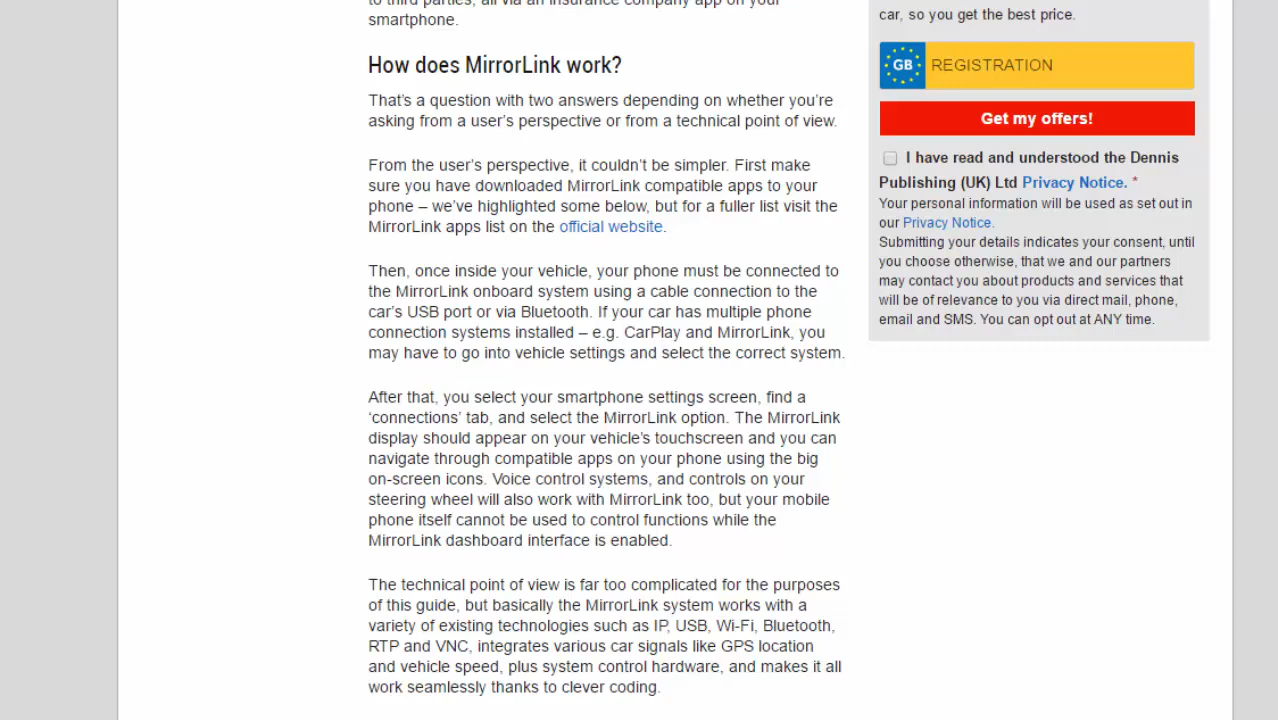 to third parties, all via an insurance company app on your
smartphone.
How does MirrorLink work?
That’s a question with two answers depending on whether you’re
asking from a user’s perspective or from a technical point of view.
From the user’s perspective, it couldn’t be simpler. First make
sure you have downloaded MirrorLink compatible apps to your
phone – we’ve highlighted some below, but for a fuller list visit the
MirrorLink apps list on the official website.
Then, once inside your vehicle, your phone must be connected to
the MirrorLink onboard system using a cable connection to the
car’s USB port or via Bluetooth. If your car has multiple phone
connection systems installed – e.g. CarPlay and MirrorLink, you
may have to go into vehicle settings and select the correct system.
After that, you select your smartphone settings screen, find a
‘connections’ tab, and select the MirrorLink option. The MirrorLink
display should appear on your vehicle’s touchscreen and you can
navigate through compatible apps on your phone using the big
on-screen icons. Voice control systems, and controls on your
steering wheel will also work with MirrorLink too, but your mobile
phone itself cannot be used to control functions while the
MirrorLink dashboard interface is enabled.
The technical point of view is far too complicated for the purposes
of this guide, but basically the MirrorLink system works with a
variety of existing technologies such as IP, USB, Wi-Fi, Bluetooth,
RTP and VNC, integrates various car signals like GPS location
and vehicle speed, plus system control hardware, and makes it all
work seamlessly thanks to clever coding.
car, so you get the best price.
GB REGISTRATION
Get my offers!
I have read and understood the Dennis
Publishing (UK) Ltd Privacy Notice. *
Your personal information will be used as set out in
our Privacy Notice.
Submitting your details indicates your consent, until
you choose otherwise, that we and our partners
may contact you about products and services that
will be of relevance to you via direct mail, phone,
email and SMS. You can opt out at ANY time.